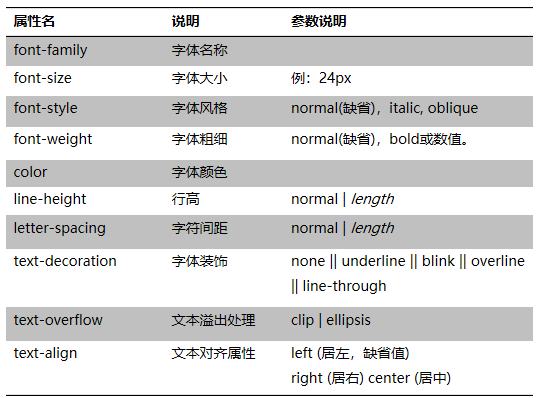 属性名 说明 参数说明
font-family 字体名称
font-size 字体大小 例：24px
font-style 字体风格 normal(缺省)，italic, oblique
font-weight 字体粗细 normal(缺省)，bold或数值。
color 字体颜色
line-height 行高 normal | length
letter-spacing 字符间距 normal | length
text-decoration 字体装饰 none || underline || blink || overline
|| line-through
text-overflow 文本溢出处理 clip | ellipsis
text-align 文本对齐属性 left (居左，缺省值)
right (居右) center (居中)